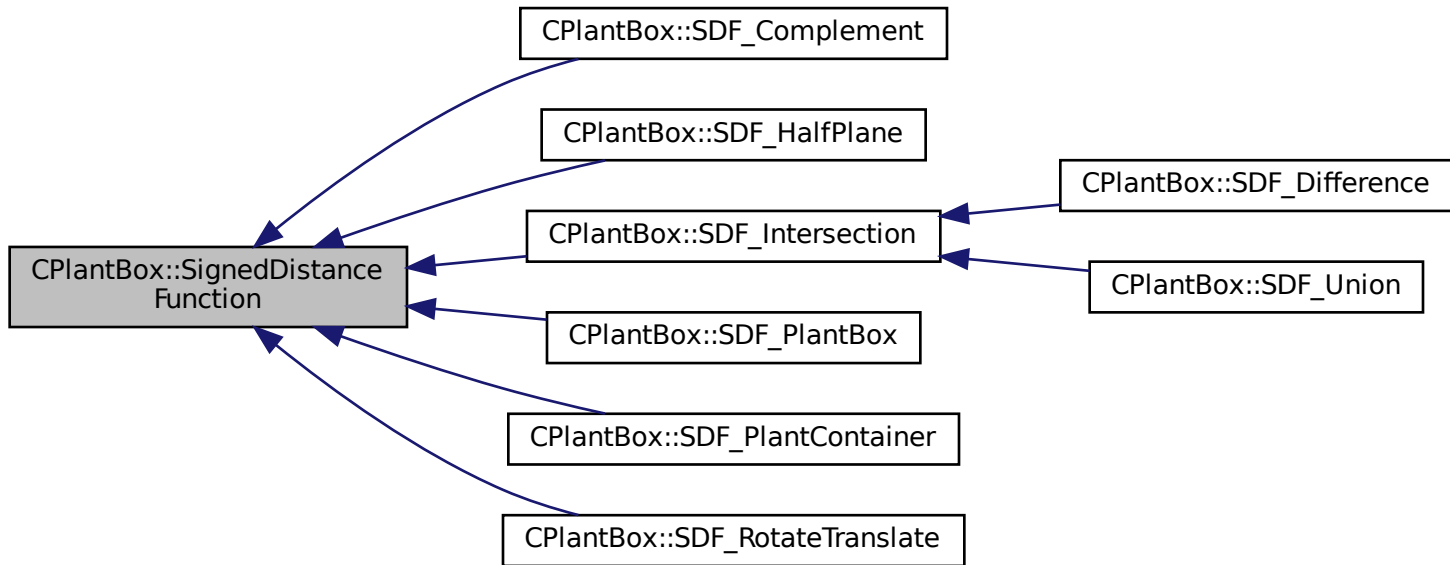 CPlantBox::SignedDistance
Function
CPlantBox::SDF_Complement
CPlantBox::SDF_HalfPlane
CPlantBox::SDF_Intersection
CPlantBox::SDF_Difference
CPlantBox::SDF_Union
CPlantBox::SDF_PlantBox
CPlantBox::SDF_PlantContainer
CPlantBox::SDF_RotateTranslate